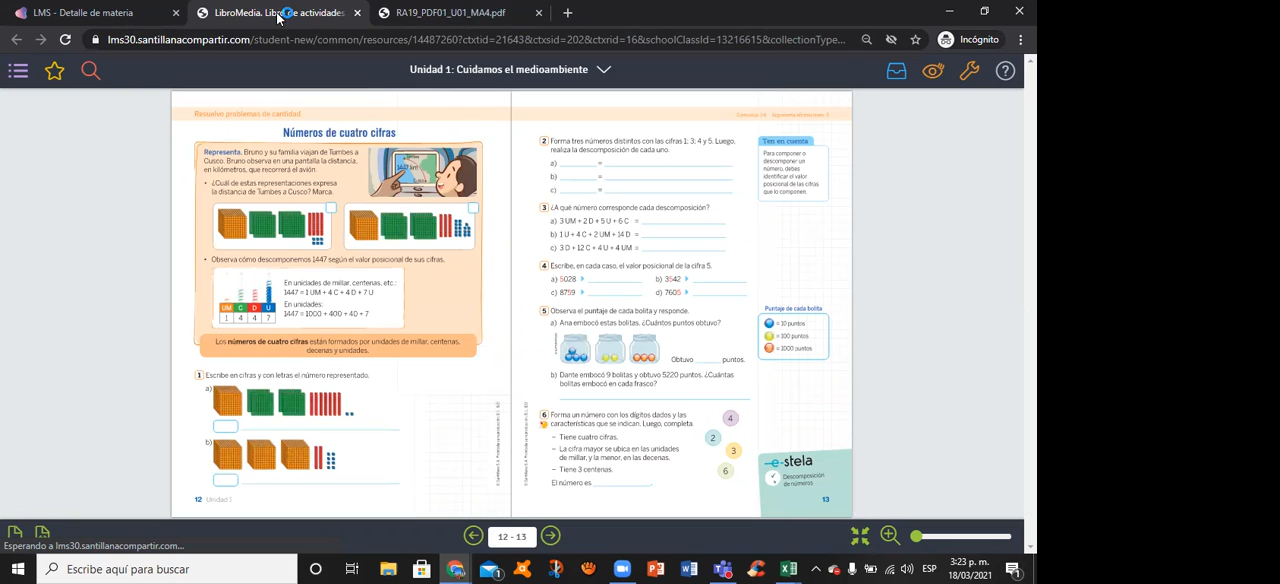 LMS - Detalle de materia
LibroMedia. Libro de actividades
RA19_PDF01_U01_MA4.pdf
lms30.santillanacompartir.com/student-new/common/resources/14487260?ctxtid=21643&ctxsid=202&ctxrid=16&schoolClassId=13216615&collectionType...
Incógnito
Unidad 1: Cuidamos el medioambiente
Resuelve problemas de cantidad
Números de cuatro cifras
Representa. Bruno y su familia viajan de Tumbes a
Cusco. Bruno observa en una pantalla la distancia,
en kilómetros, que recorrerá el avión.
1447 km
• ¿Cuál de estas representaciones expresa
la distancia de Tumbes a Cusco? Marca.
• Observa cómo descomponemos 1447 según el valor posicional de sus cifras.
UM C D U
1 4 4 7
En unidades de millar, centenas, etc.:
1447 = 1 UM + 4 C + 4 D + 7 U
En unidades:
1447 = 1000 + 400 + 40 + 7
Los números de cuatro cifras están formados por unidades de millar, centenas,
decenas y unidades.
1 Escribe en cifras y con letras el número representado.
a)
b)
12 Unidad 1
2 Forma tres números distintos con las cifras 1; 3; 4 y 5. Luego,
realiza la descomposición de cada uno.
a) =
b) =
c) =
3 ¿A qué número corresponde cada descomposición?
a) 3 UM + 2 D + 5 U + 6 C =
b) 1 U + 4 C + 2 UM + 14 D =
c) 3 D + 12 C + 4 U + 4 UM =
4 Escribe, en cada caso, el valor posicional de la cifra 5.
a) 5028
b) 3542
c) 8759
d) 7605
5 Observa el puntaje de cada bolita y responde.
a) Ana embocó estas bolitas. ¿Cuántos puntos obtuvo?
Obtuvo puntos.
b) Dante embocó 9 bolitas y obtuvo 5220 puntos. ¿Cuántas
bolitas embocó en cada frasco?
6 Forma un número con los dígitos dados y las
características que se indican. Luego, completa
– Tiene cuatro cifras.
– La cifra mayor se ubica en las unidades
de millar, y la menor, en las decenas.
– Tiene 3 centenas.
El número es .
4
2
3
6
Ten en cuenta
Para componer o
descomponer un
número, debes
identificar el valor
posicional de las cifras
que lo componen.
Puntaje de cada bolita
= 10 puntos
= 100 puntos
= 1000 puntos
e-stela
Descomposición
de números
13
12 - 13
Esperando a lms30.santillanacompartir.com...
Escribe aquí para buscar
ESP
3:23 p. m.
18/03/2021